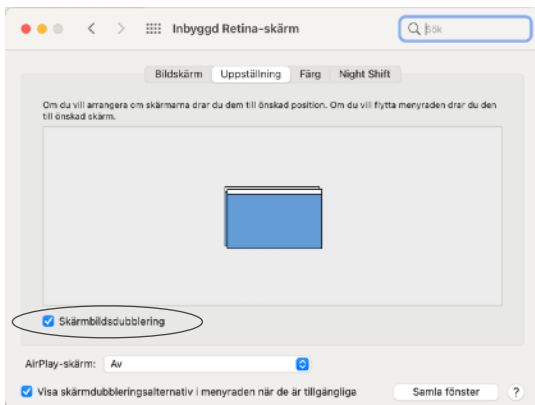 Inbyggd Retina-skärm
Sök
Bildskärm Uppställning Färg Night Shift
Om du vill arrangera om skärmarna drar du dem till önskad position. Om du vill flytta menyraden drar du den
till önskad skärm.
Skärmbildsdubblering
AirPlay-skärm: Av
Visa skärmdubbleringsalternativ i menyraden när de är tillgängliga
Samla fönster
?